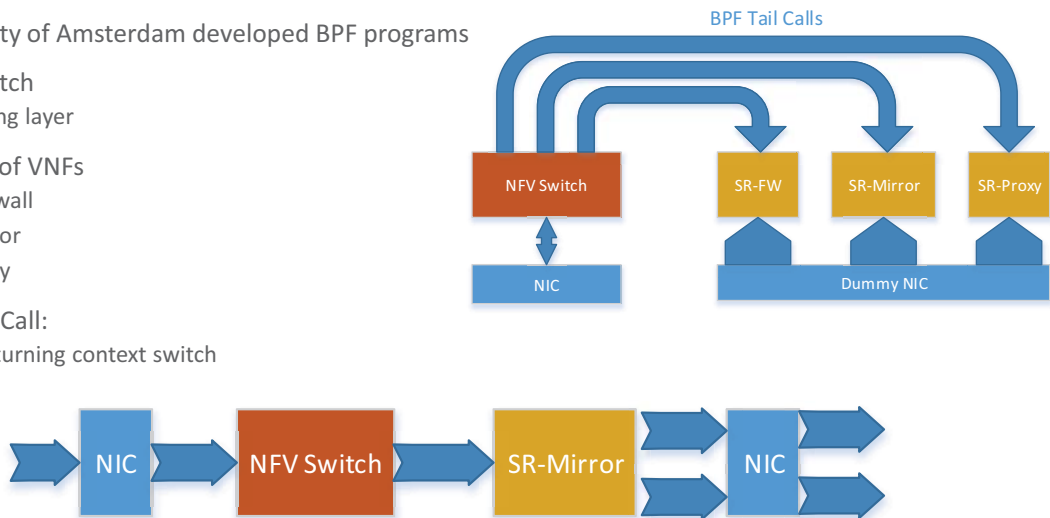 ty of Amsterdam developed BPF programs
tch
ng layer
of VNFs
wall
or
y
Call:
turning context switch
BPF Tail Calls
NFV Switch
SR-FW
SR-Mirror
SR-Proxy
NIC
Dummy NIC
NIC
NFV Switch
SR-Mirror
NIC